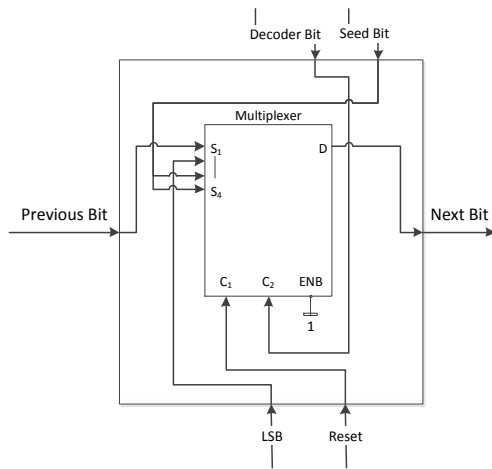 Decoder Bit Seed Bit
Multiplexer
S₁ D
S₄
Previous Bit Next Bit
C₁ C₂ ENB
1
LSB Reset